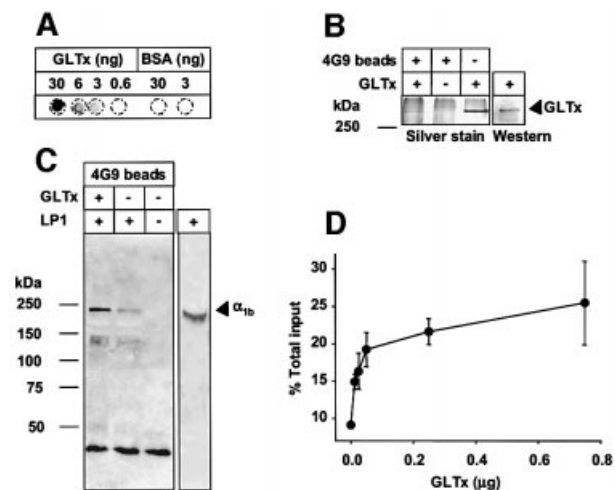 A
GLTx (ng) BSA (ng)
30 6 3 0.6 30 3
B
4G9 beads + + -
GLTx + - + +
kDa
250
GLTx
Silver stain Western
C
4G9 beads
GLTx + - -
LP1 + + - +
kDa
250
150
100
75
50
α1b
D
% Total input
30
25
20
15
10
0.0 0.2 0.4 0.6 0.8
GLTx (µg)